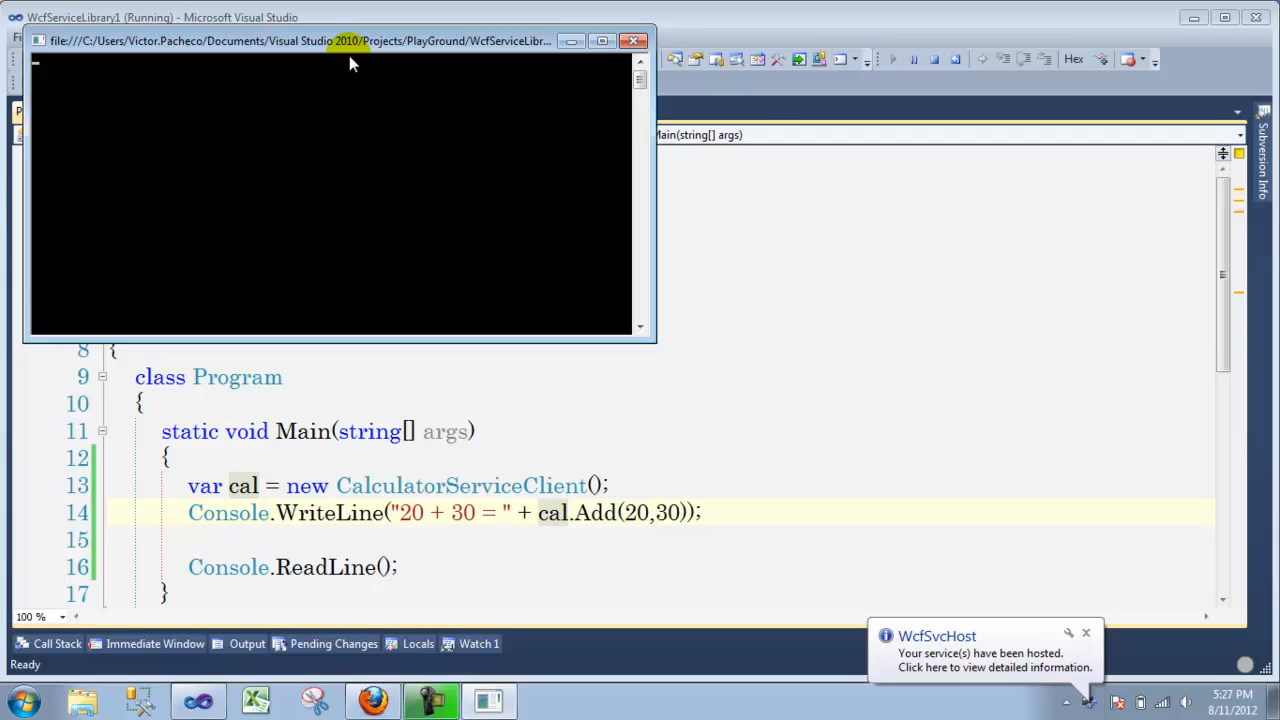 WcfServiceLibrary1 (Running) - Microsoft Visual Studio
file:///C:/Users/Victor.Pacheco/Documents/Visual Studio 2010/Projects/PlayGround/WcfServiceLibr...
Hex
Main(string[] args)
Subversion Info
8 {
9 class Program
10 {
11 static void Main(string[] args)
12 {
13 var cal = new CalculatorServiceClient();
14 Console.WriteLine("20 + 30 = " + cal.Add(20,30));
15
16 Console.ReadLine();
17 }
100 %
WcfSvcHost
Your service(s) have been hosted.
Click here to view detailed information.
Call Stack Immediate Window Output Pending Changes Locals Watch 1
Ready
5:27 PM
8/11/2012